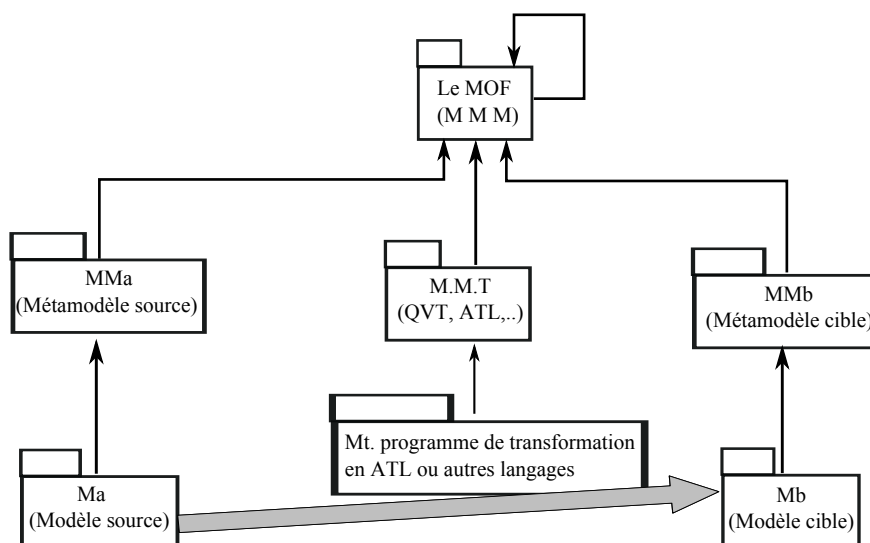 Le MOF
(M M M)
MMa
(Métamodèle source)
M.M.T
(QVT, ATL,..)
MMb
(Métamodèle cible)
Mt. programme de transformation
en ATL ou autres langages
Ma
(Modèle source)
Mb
(Modèle cible)